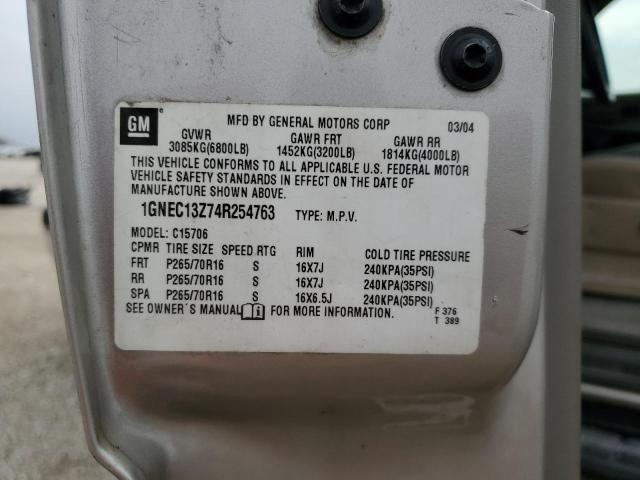 GM
MFD BY GENERAL MOTORS CORP 03/04
GVWR GAWR FRT GAWR RR
3085KG(6800LB) 1452KG(3200LB) 1814KG(4000LB)
THIS VEHICLE CONFORMS TO ALL APPLICABLE U.S. FEDERAL MOTOR
VEHICLE SAFETY STANDARDS IN EFFECT ON THE DATE OF
MANUFACTURE SHOWN ABOVE.
1GNEC13Z74R254763 TYPE: M.P.V.
MODEL: C15706
CPMR TIRE SIZE SPEED RTG RIM COLD TIRE PRESSURE
FRT P265/70R16 S 16X7J 240KPA(35PSI)
RR P265/70R16 S 16X7J 240KPA(35PSI)
SPA P265/70R16 S 16X6.5J 240KPA(35PSI)
SEE OWNER´S MANUAL FOR MORE INFORMATION.
F 376
T 389